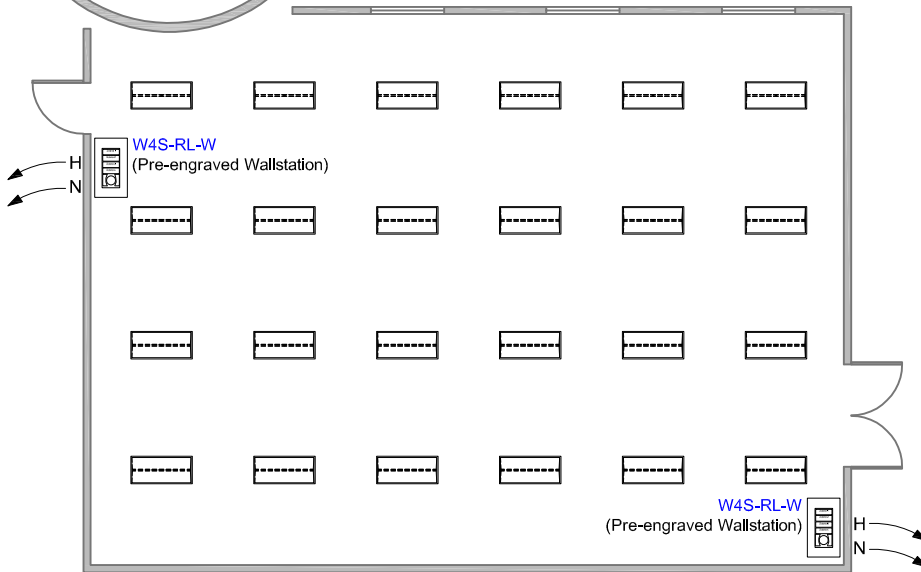 W4S-RL-W
(Pre-engraved Wallstation)
H
N
W4S-RL-W
(Pre-engraved Wallstation)
H
N